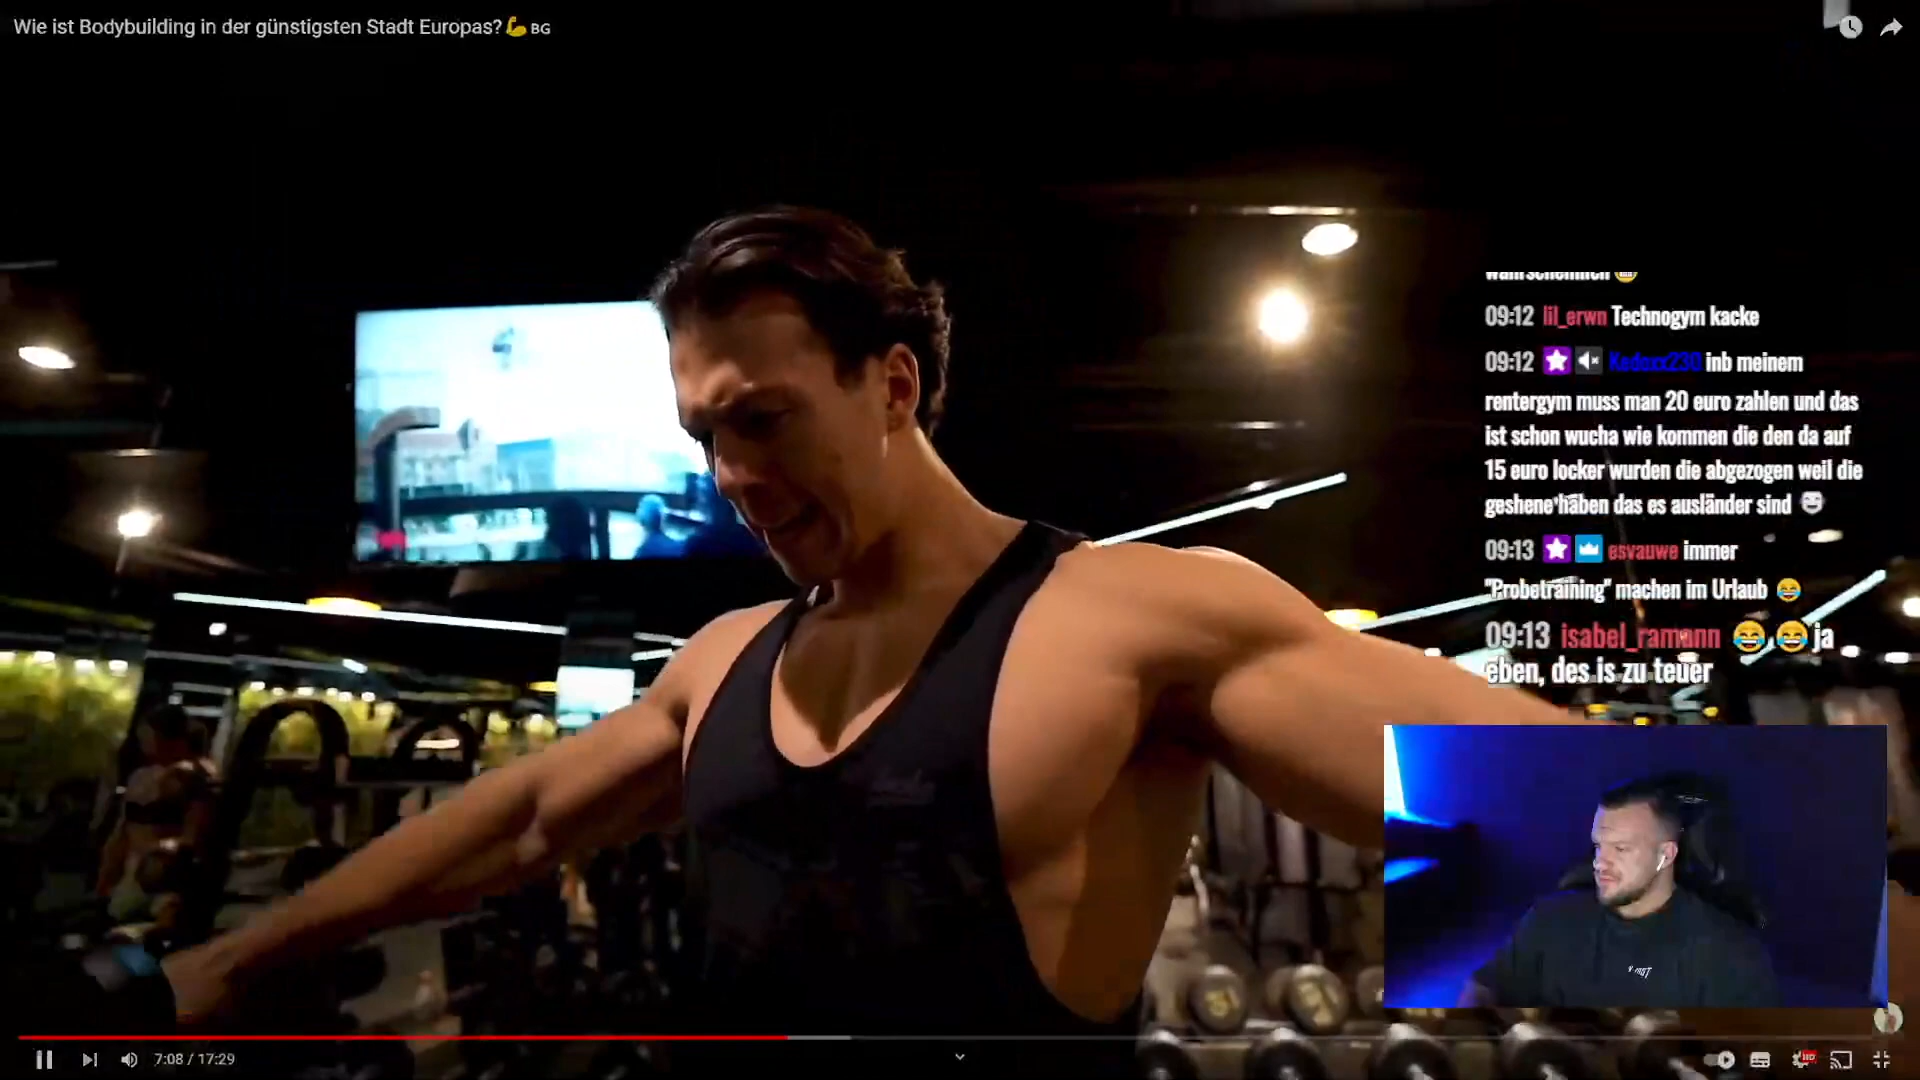 Wie ist Bodybuilding in der günstigsten Stadt Europas?💪 BG
wahrscheinlich 😁
09:12 lil_erwn Technogym kacke
09:12 Kedoxx230 inb meinem
rentergym muss man 20 euro zahlen und das
ist schon wucha wie kommen die den da auf
15 euro locker wurden die abgezogen weil die
geshene haben das es ausländer sind
09:13 esvauwe immer
"Probetraining" machen im Urlaub 😂
09:13 isabel_ramann 😂 😂 ja
eben, des is zu teuer
7:08 / 17:29
HD